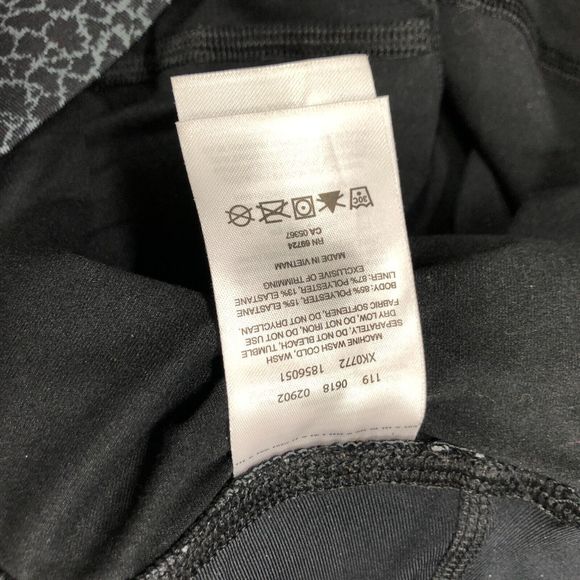 119 0618 02902
XK0772 1856051
MACHINE WASH COLD, WASH
SEPARATELY, DO NOT BLEACH, TUMBLE
DRY LOW, DO NOT IRON, DO NOT USE
FABRIC SOFTENER, DO NOT DRYCLEAN.
BODY: 85% POLYESTER, 15% ELASTANE
LINER: 87% POLYESTER, 13% ELASTANE
EXCLUSIVE OF TRIMMING
MADE IN VIETNAM
RN 69724
CA 05367
30C